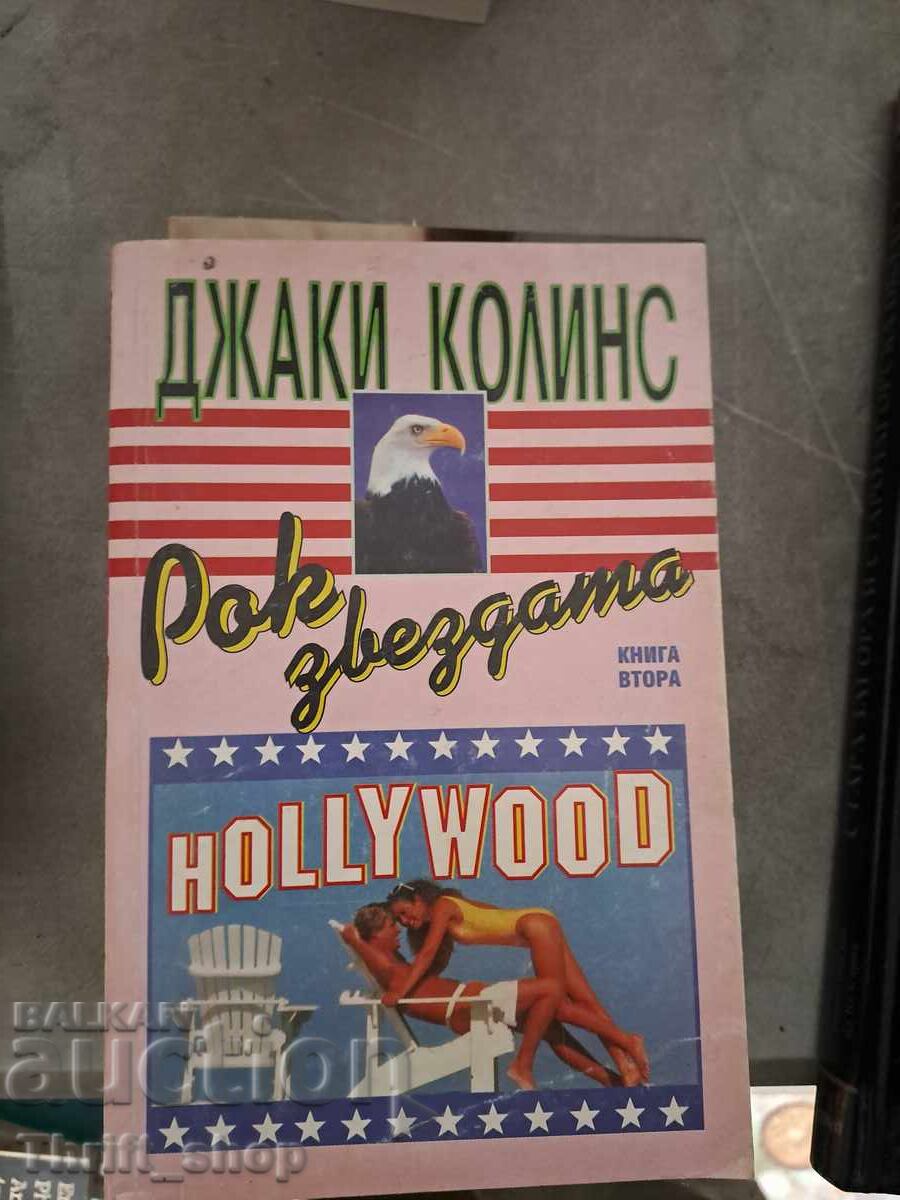 ДЖАКИ КОЛИНС
Рок
звездата
КНИГА
ВТОРА
HOLLYWOOD
BALKAN
auction
Thrift_shop